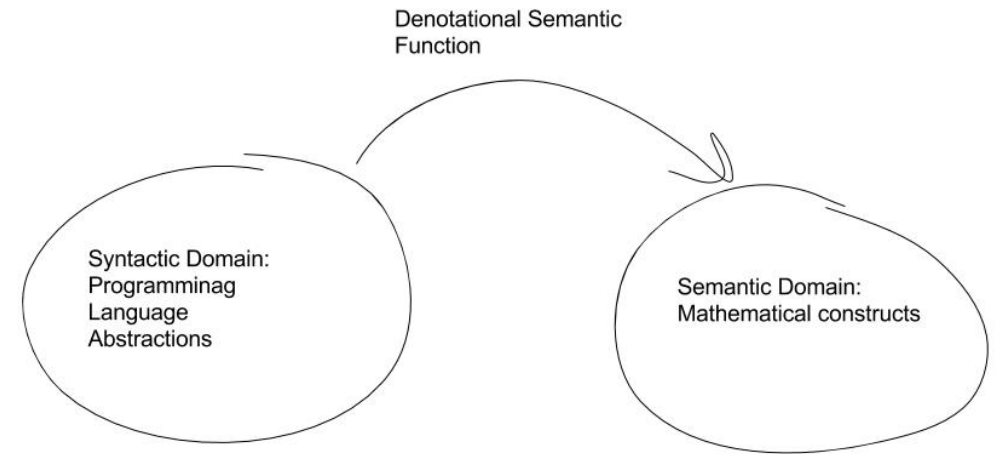 Denotational Semantic
Function
Syntactic Domain:
Programminag
Language
Abstractions
Semantic Domain:
Mathematical constructs